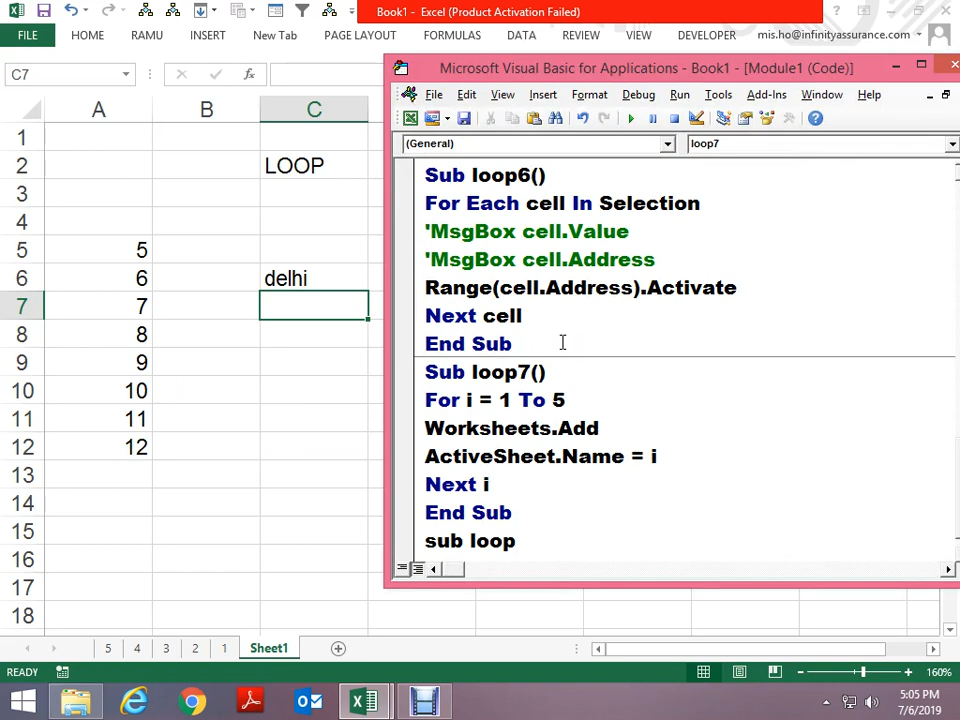 Book1 - Excel (Product Activation Failed)
FILE HOME RAMU INSERT New Tab PAGE LAYOUT FORMULAS DATA REVIEW VIEW DEVELOPER mis.ho@infinityassurance.com
C7 fx
Microsoft Visual Basic for Applications - Book1 - [Module1 (Code)]
File Edit View Insert Format Debug Run Tools Add-Ins Window Help
(General) loop7
A B C
1
2 LOOP
3
4
5 5
6 6 delhi
7 7
8 8
9 9
10 10
11 11
12 12
13
14
15
16
17
18
Sub loop6()
For Each cell In Selection
'MsgBox cell.Value
'MsgBox cell.Address
Range(cell.Address).Activate
Next cell
End Sub
Sub loop7()
For i = 1 To 5
Worksheets.Add
ActiveSheet.Name = i
Next i
End Sub
sub loop
5 4 3 2 1 Sheet1
READY 160%
5:05 PM
7/6/2019